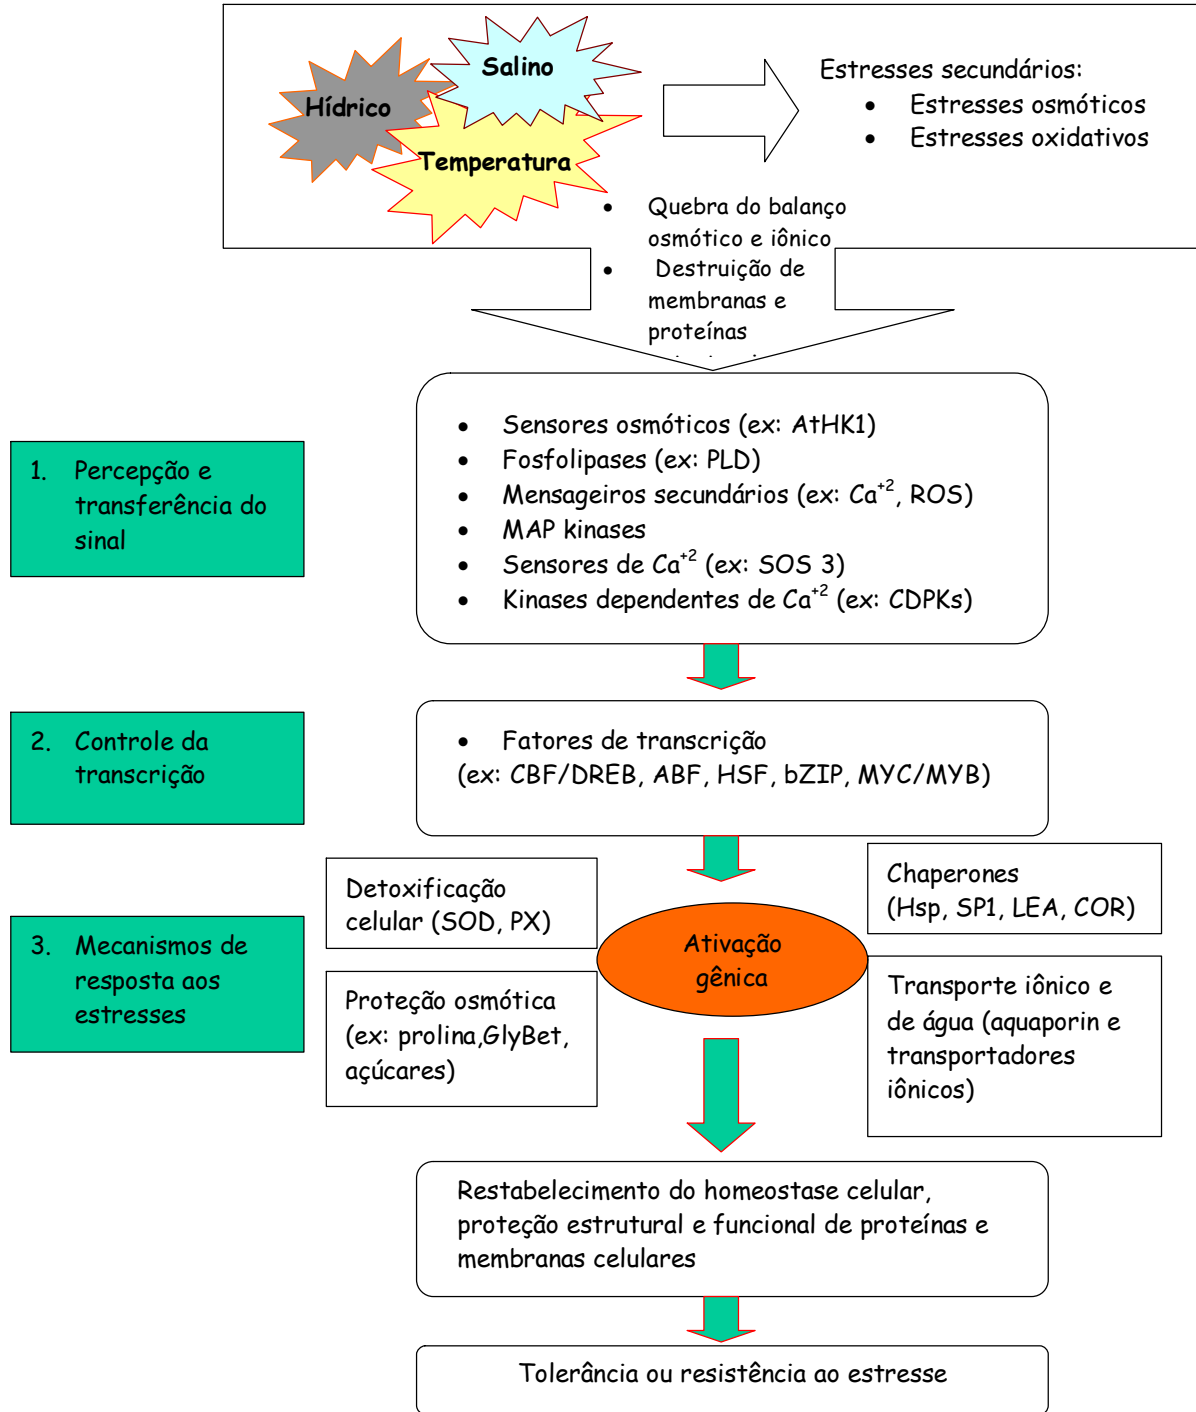 Salino
Hídrico
Temperatura
Estresses secundários:
• Estresses osmóticos
• Estresses oxidativos
• Quebra do balanço
osmótico e iônico
• Destruição de
membranas e
proteínas
1. Percepção e
transferência do
sinal
• Sensores osmóticos (ex: AtHK1)
• Fosfolipases (ex: PLD)
• Mensageiros secundários (ex: Ca⁺², ROS)
• MAP kinases
• Sensores de Ca⁺² (ex: SOS 3)
• Kinases dependentes de Ca⁺² (ex: CDPKs)
2. Controle da
transcrição
• Fatores de transcrição
(ex: CBF/DREB, ABF, HSF, bZIP, MYC/MYB)
3. Mecanismos de
resposta aos
estresses
Detoxificação
celular (SOD, PX)
Proteção osmótica
(ex: prolina,GlyBet,
açúcares)
Ativação
gênica
Chaperones
(Hsp, SP1, LEA, COR)
Transporte iônico e
de água (aquaporin e
transportadores
iônicos)
Restabelecimento do homeostase celular,
proteção estrutural e funcional de proteínas e
membranas celulares
Tolerância ou resistência ao estresse